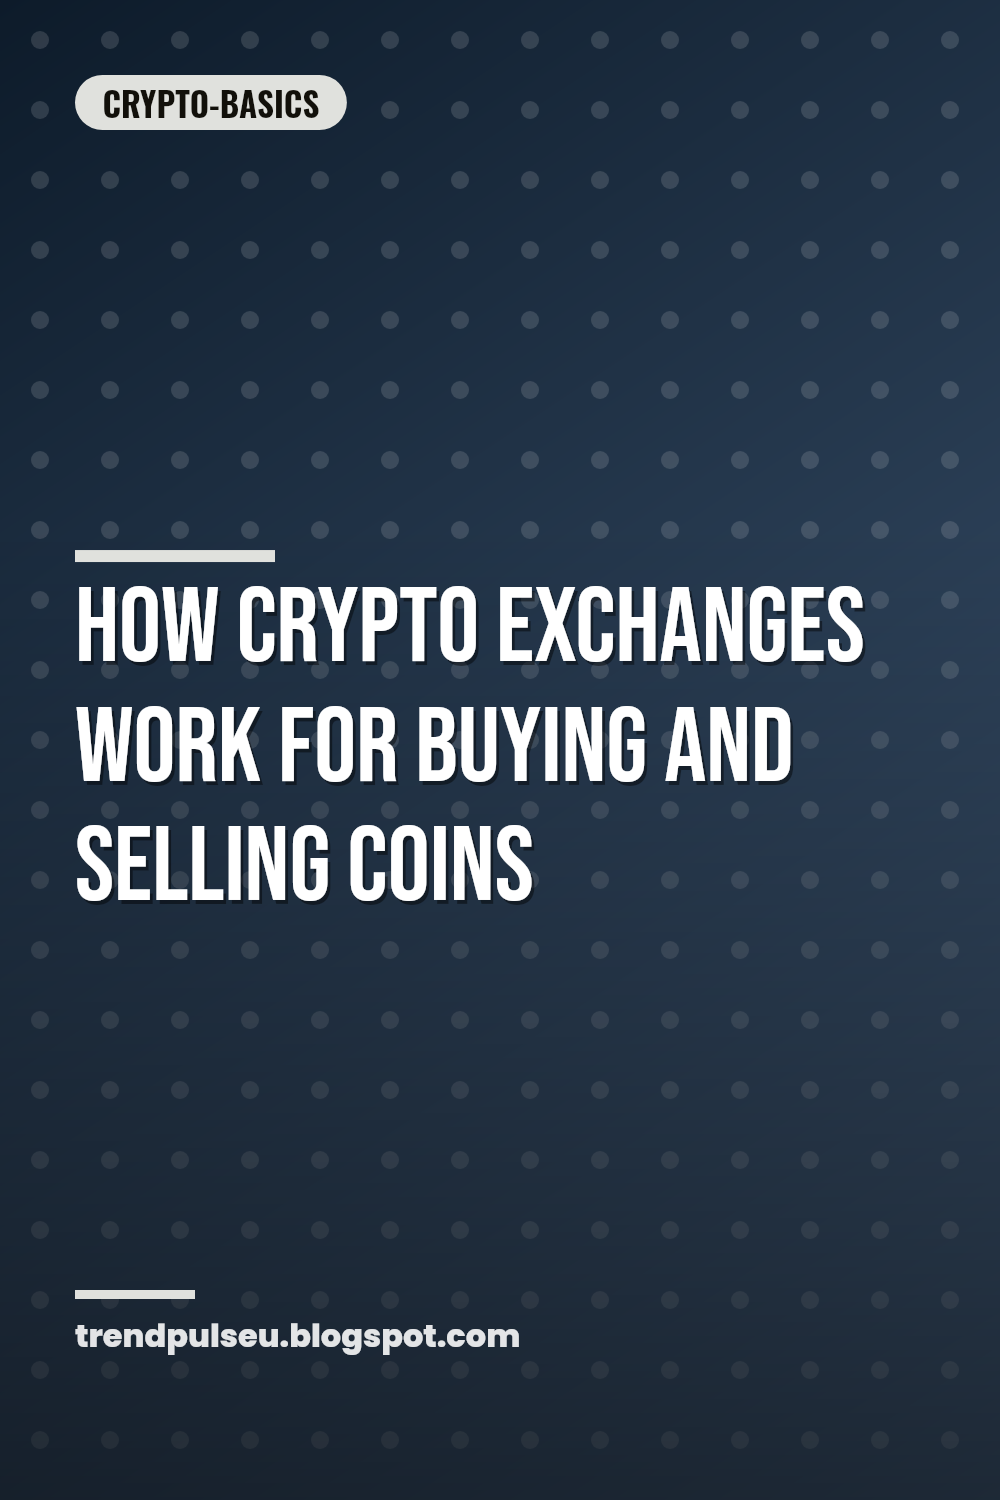 CRYPTO-BASICS
HOW CRYPTO EXCHANGES
WORK FOR BUYING AND
SELLING COINS
trendpulseu.blogspot.com